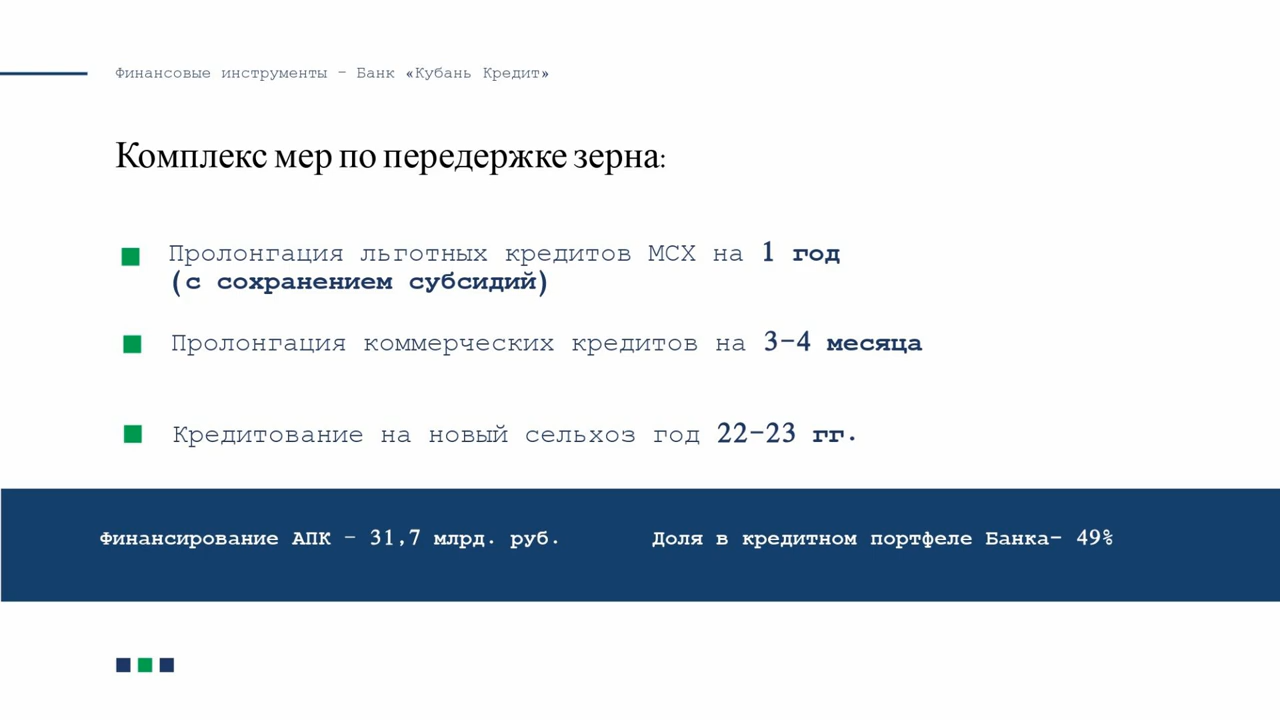 Финансовые инструменты – Банк «Кубань Кредит»
Комплекс мер по передержке зерна:
Пролонгация льготных кредитов МСХ на 1 год
(с сохранением субсидий)
Пролонгация коммерческих кредитов на 3–4 месяца
Кредитование на новый сельхоз год 22–23 гг.
Финансирование АПК – 31,7 млрд. руб.
Доля в кредитном портфеле Банка– 49%